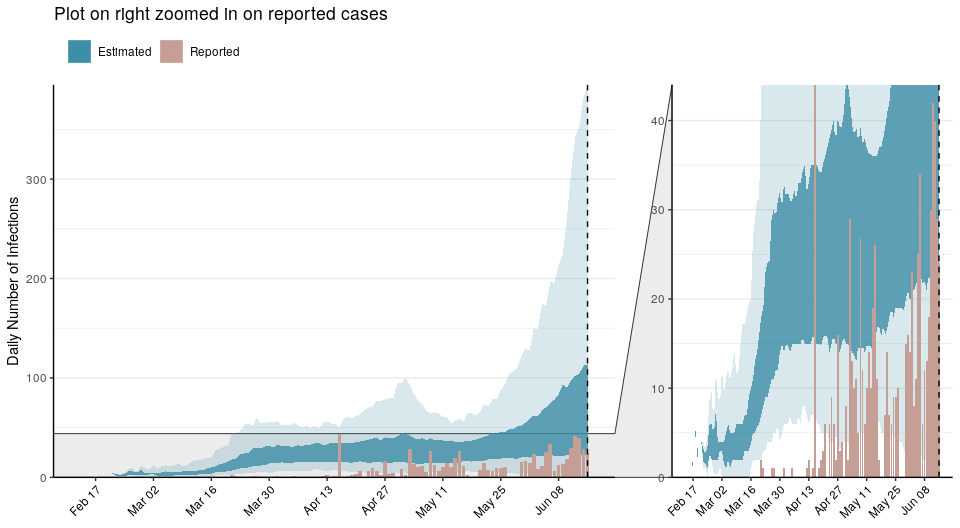 Plot on right zoomed in on reported cases
Estimated Reported
Daily Number of Infections
300
200
100
0
Feb 17 Mar 02 Mar 16 Mar 30 Apr 13 Apr 27 May 11 May 25 Jun 08
40
30
20
10
0
Feb 17 Mar 02 Mar 16 Mar 30 Apr 13 Apr 27 May 11 May 25 Jun 08